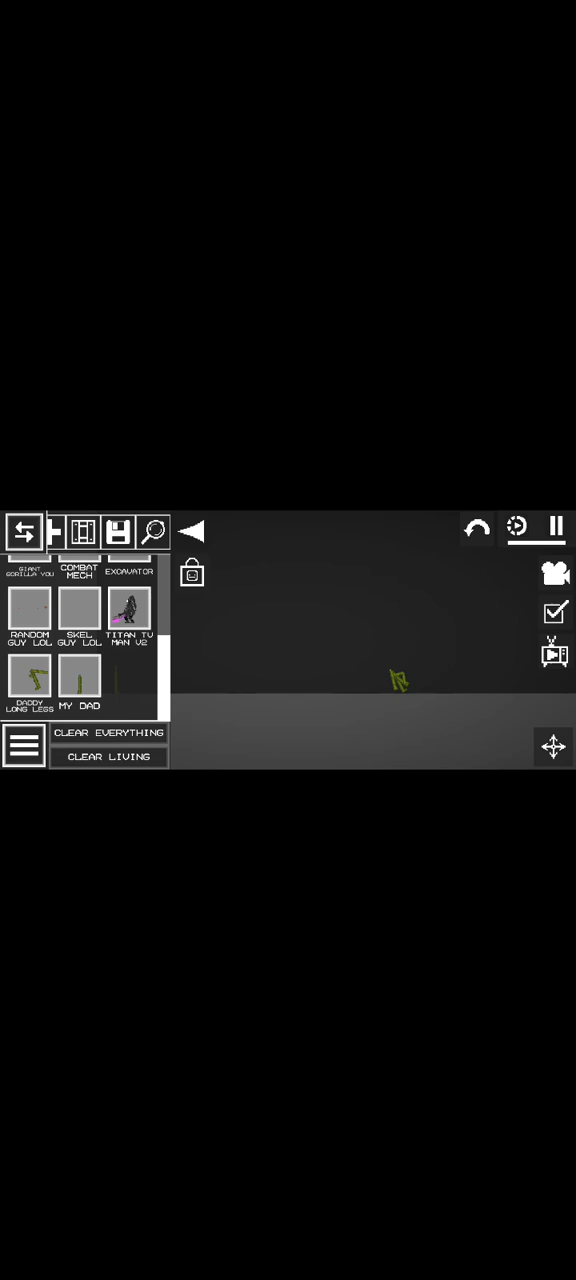 GIANT
GORILLA YOU
COMBAT
MECH
EXCAVATOR
RANDOM
GUY LOL
SKEL
GUY LOL
TITAN TV
MAN V2
DADDY
LONG LEGS
MY DAD
CLEAR EVERYTHING
CLEAR LIVING